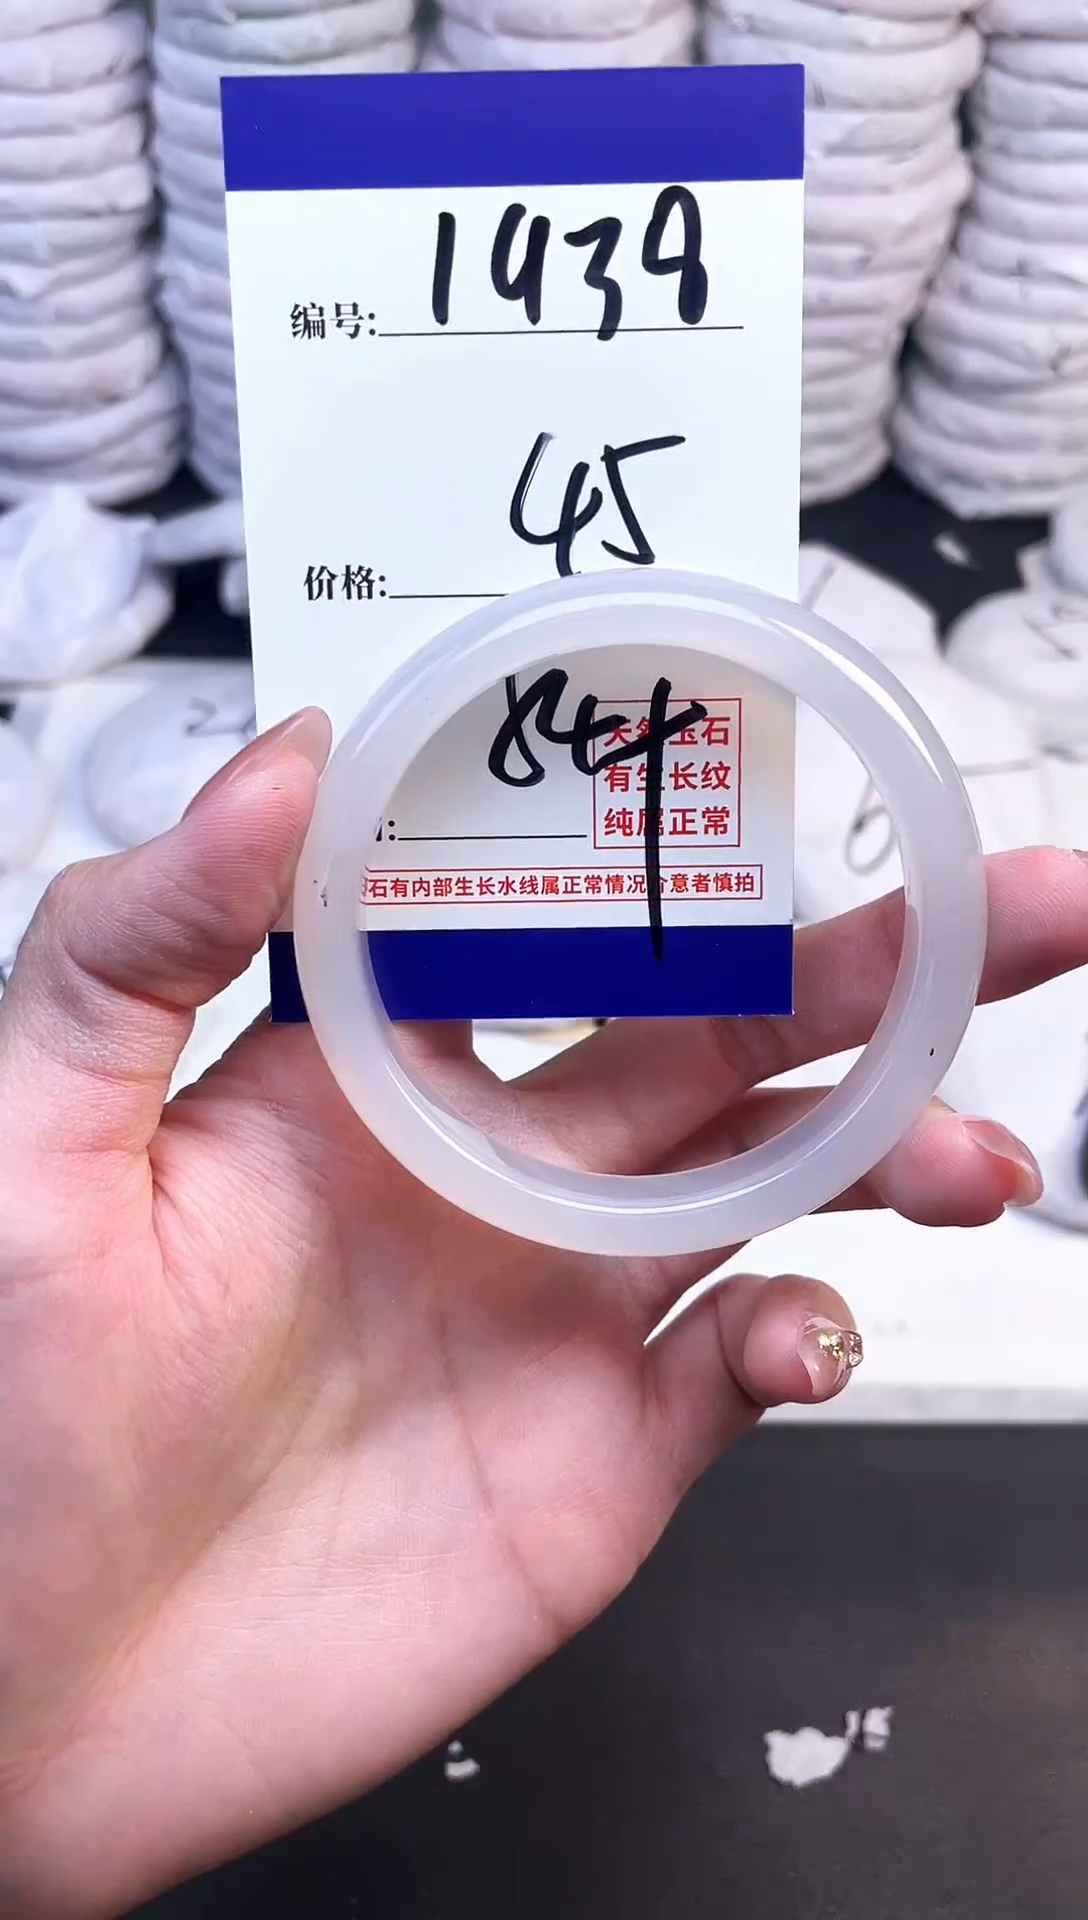 编号: 1939
价格: 45
天然玉石
有生长纹
纯属正常
石有内部生长水线属正常情况介意者慎拍